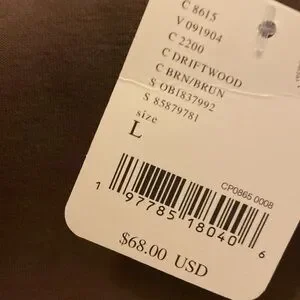 C 8615
V 091904
C 2200
C DRIFTWOOD
C BRN/BRUN
S OB1837992
S 85879781
size
L
CP0865 0008
1 97785 18040 6
$68.00 USD